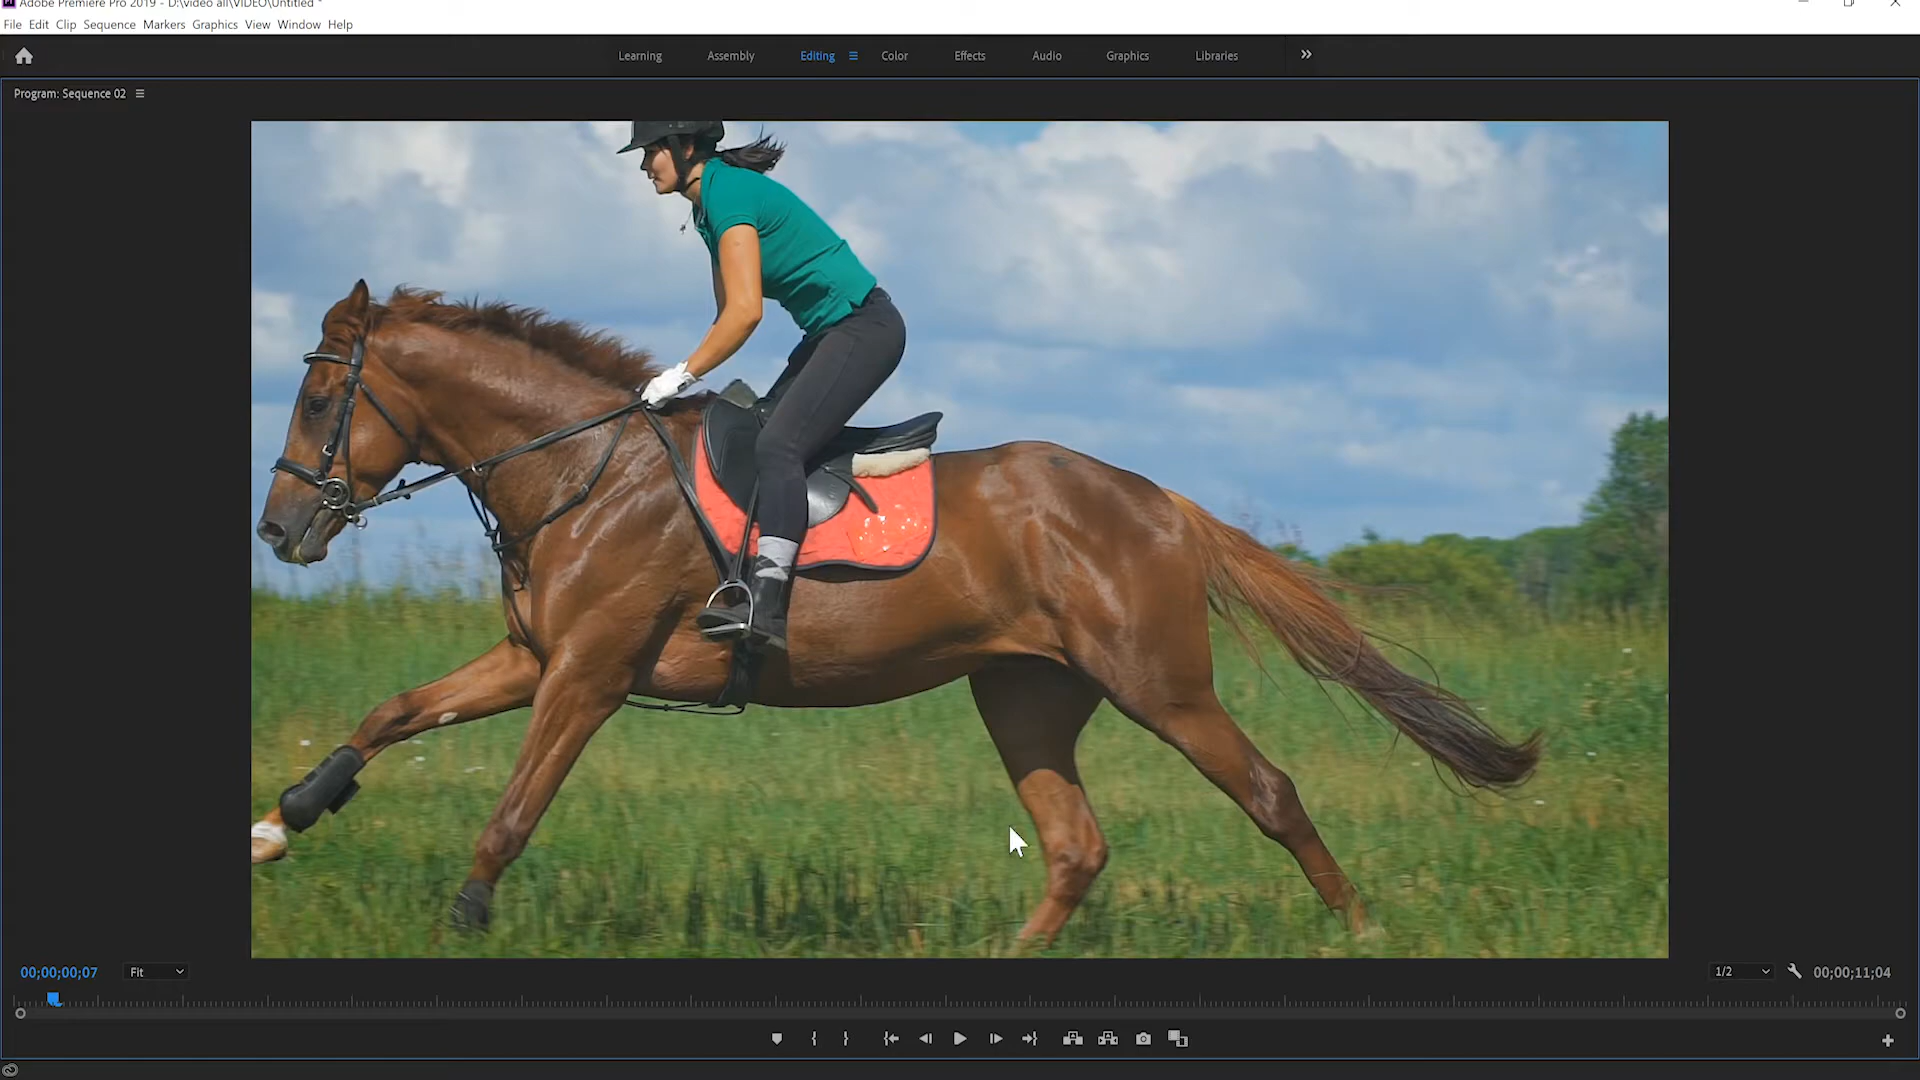 Adobe Premiere Pro 2019 - D:\video all\VIDEO\Untitled *
File Edit Clip Sequence Markers Graphics View Window Help
Learning Assembly Editing Color Effects Audio Graphics Libraries
Program: Sequence 02
00;00;00;07 Fit 1/2 00;00;11;04